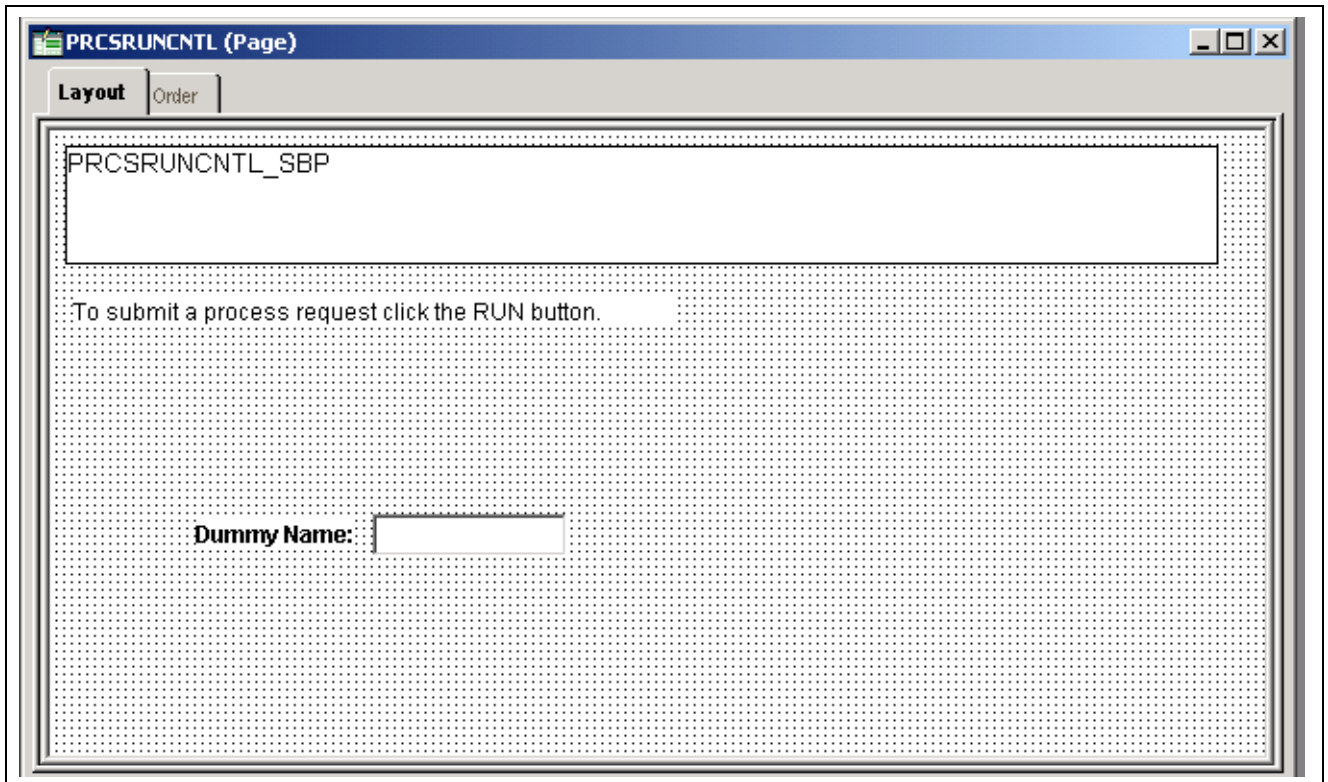 PRCSRUNCNTL (Page)
Layout Order
PRCSRUNCNTL_SBP
To submit a process request click the RUN button.
Dummy Name: